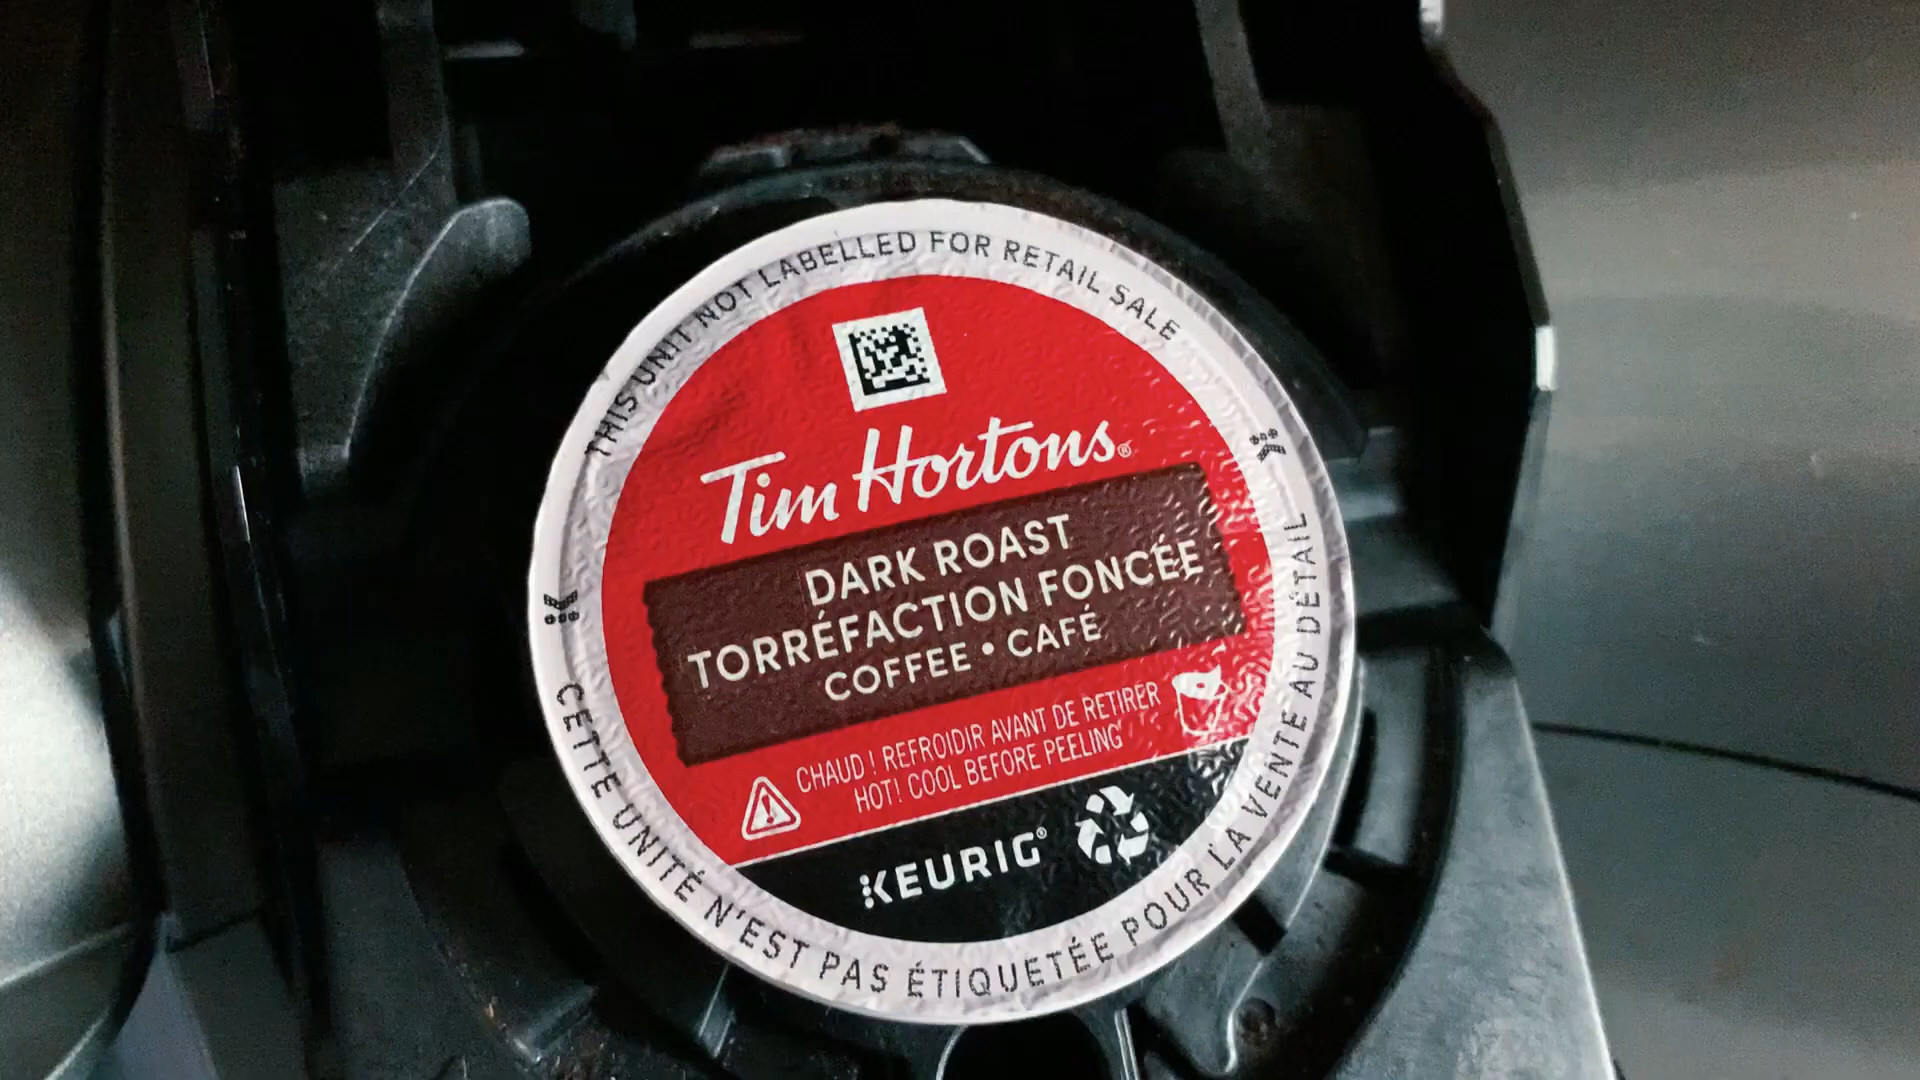 THIS UNIT NOT LABELLED FOR RETAIL SALE
Tim Hortons®
DARK ROAST
TORRÉFACTION FONCÉE
COFFEE • CAFÉ
CHAUD ! REFROIDIR AVANT DE RETIRER
HOT! COOL BEFORE PEELING
KEURIG®
CETTE UNITÉ N'EST PAS ÉTIQUETÉE POUR LA VENTE AU DÉTAIL